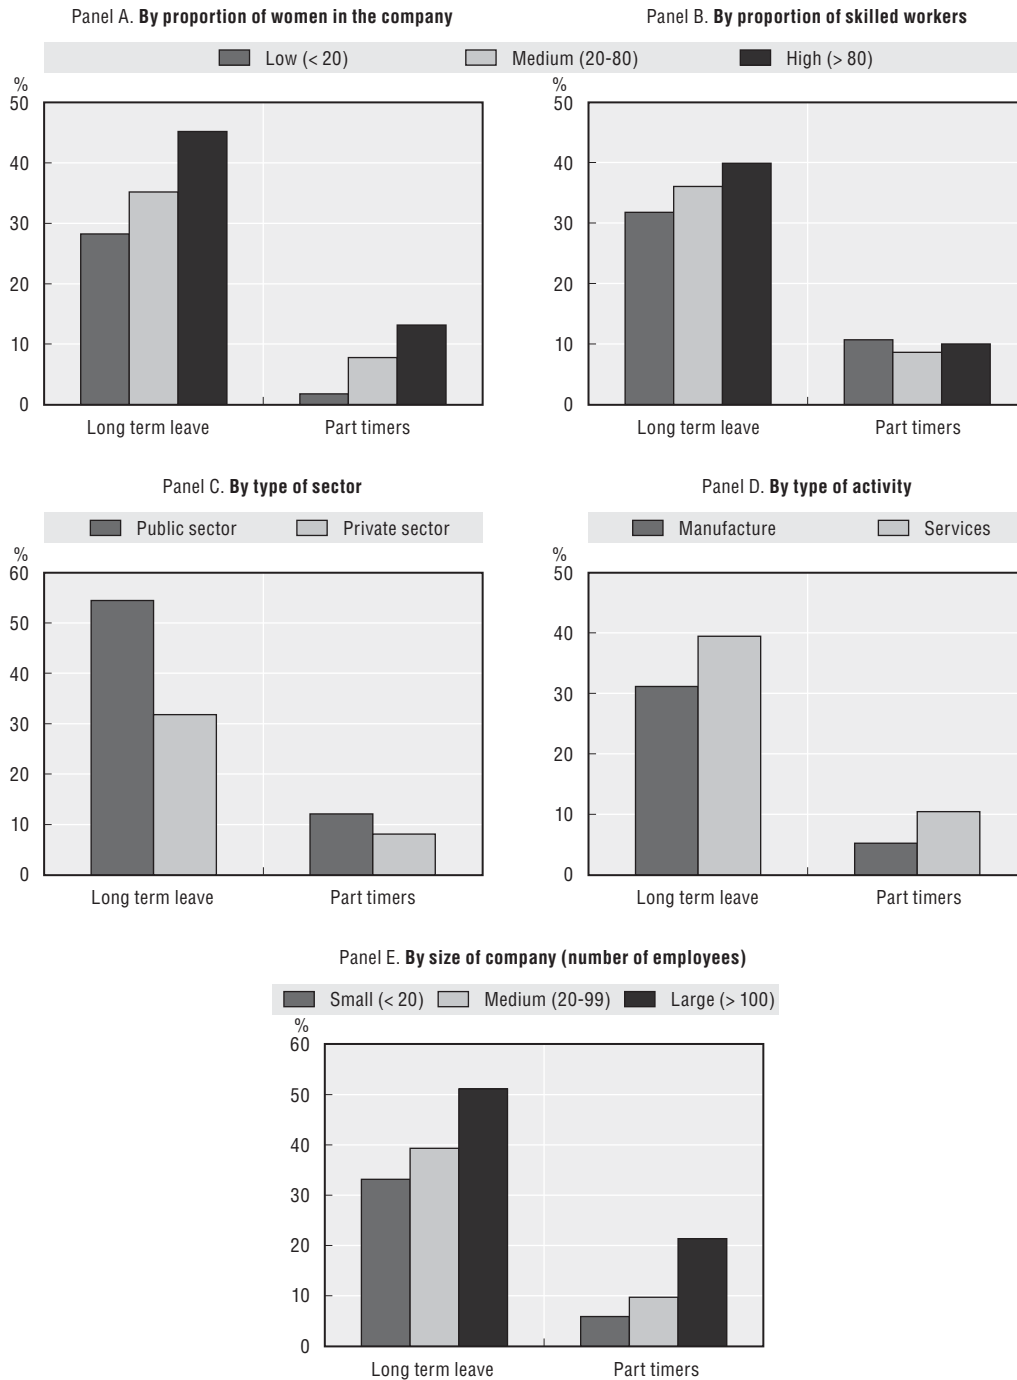 Panel A. By proportion of women in the company
Panel B. By proportion of skilled workers
Low (< 20)
Medium (20-80)
High (> 80)
%
50
40
30
20
10
0
Long term leave
Part timers
%
50
40
30
20
10
0
Long term leave
Part timers
Panel C. By type of sector
Public sector
Private sector
%
60
50
40
30
20
10
0
Long term leave
Part timers
Panel D. By type of activity
Manufacture
Services
%
50
40
30
20
10
0
Long term leave
Part timers
Panel E. By size of company (number of employees)
Small (< 20)
Medium (20-99)
Large (> 100)
%
60
50
40
30
20
10
0
Long term leave
Part timers